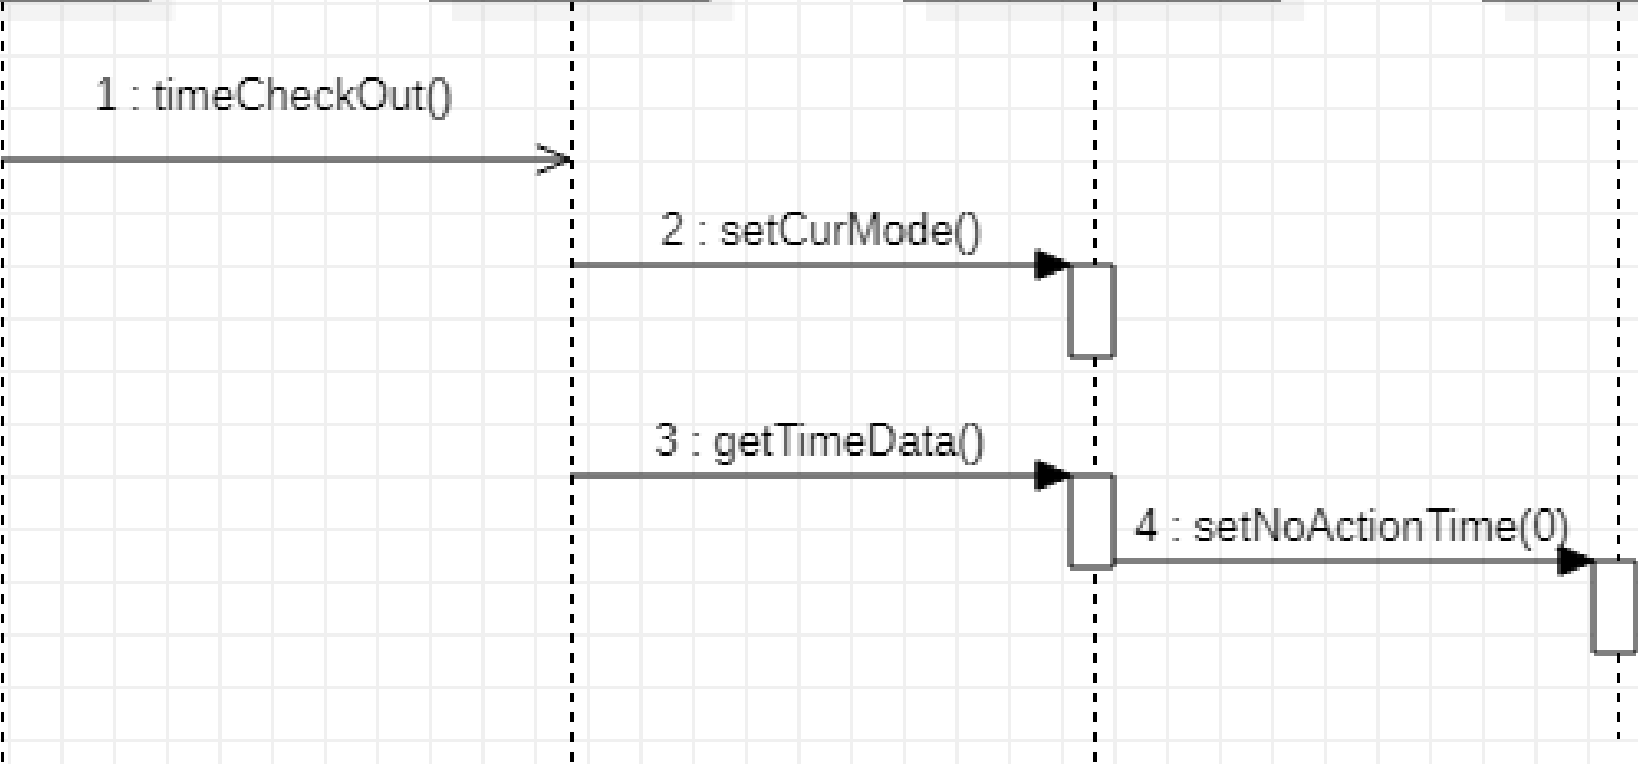 1 : timeCheckOut()
2 : setCurMode()
3 : getTimeData()
4 : setNoActionTime(0)